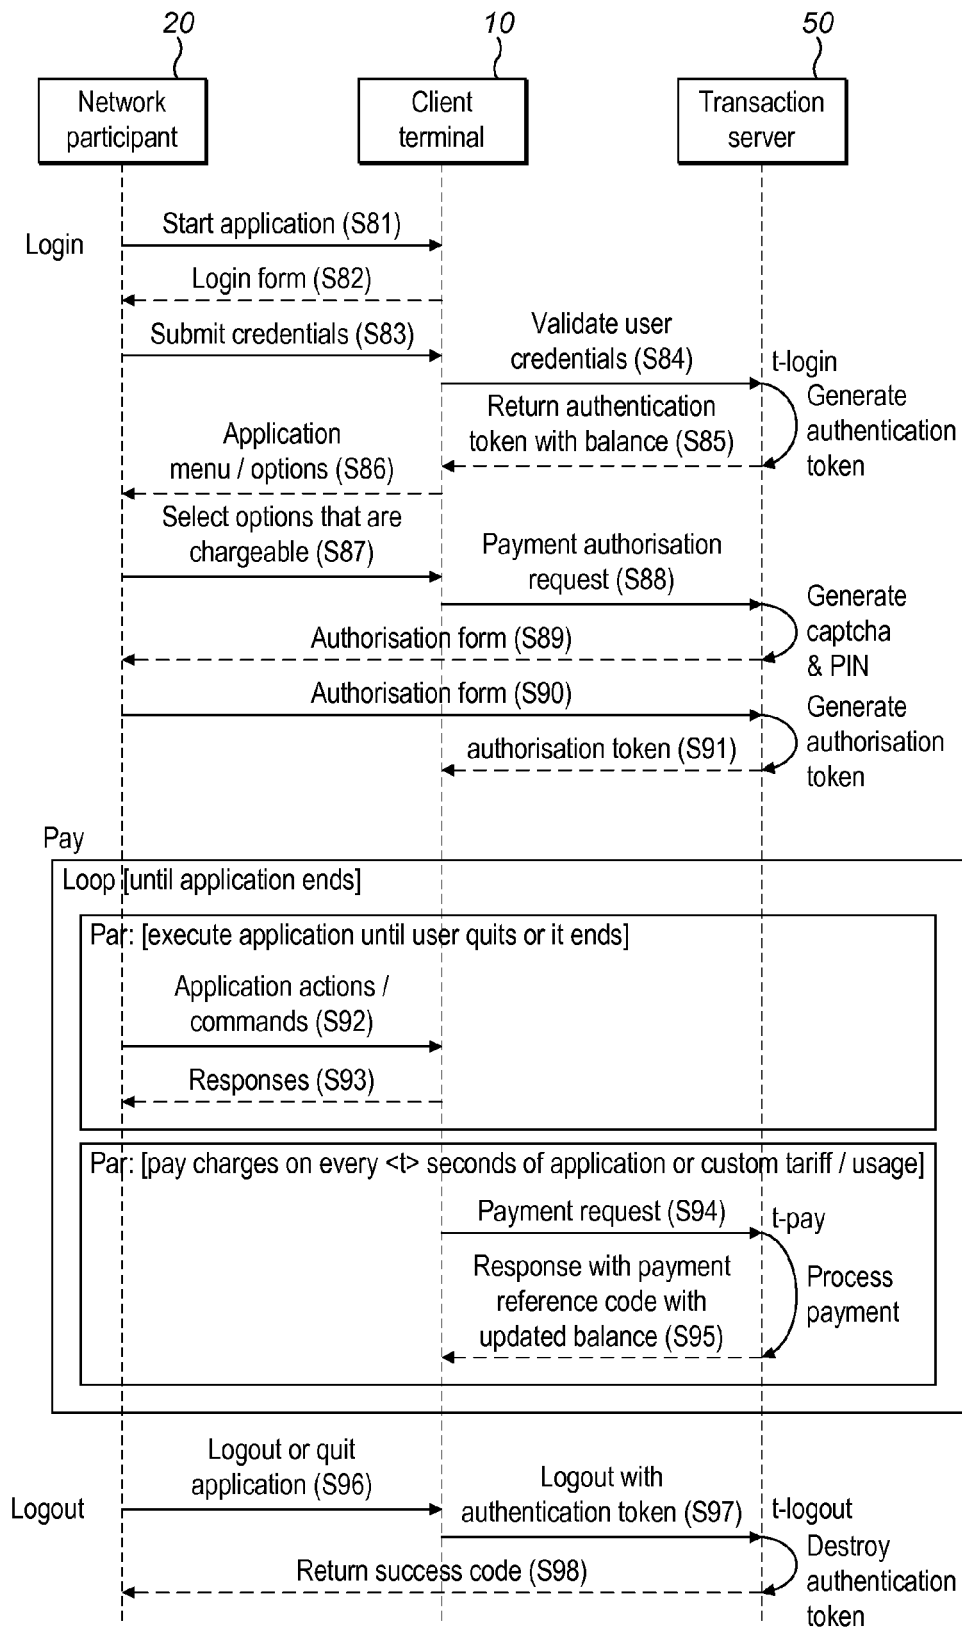 20
10
50
Network
participant
Client
terminal
Transaction
server
Start application (S81)
Login
Login form (S82)
Submit credentials (S83)
Validate user
credentials (S84)
t-login
Generate
authentication
token
Return authentication
token with balance (S85)
Application
menu / options (S86)
Select options that are
chargeable (S87)
Payment authorisation
request (S88)
Generate
captcha
& PIN
Authorisation form (S89)
Authorisation form (S90)
Generate
authorisation
token
authorisation token (S91)
Pay
Loop [until application ends]
Par: [execute application until user quits or it ends]
Application actions /
commands (S92)
Responses (S93)
Par: [pay charges on every <t> seconds of application or custom tariff / usage]
Payment request (S94)
t-pay
Response with payment
reference code with
updated balance (S95)
Process
payment
Logout or quit
application (S96)
Logout
Logout with
authentication token (S97)
t-logout
Destroy
authentication
token
Return success code (S98)